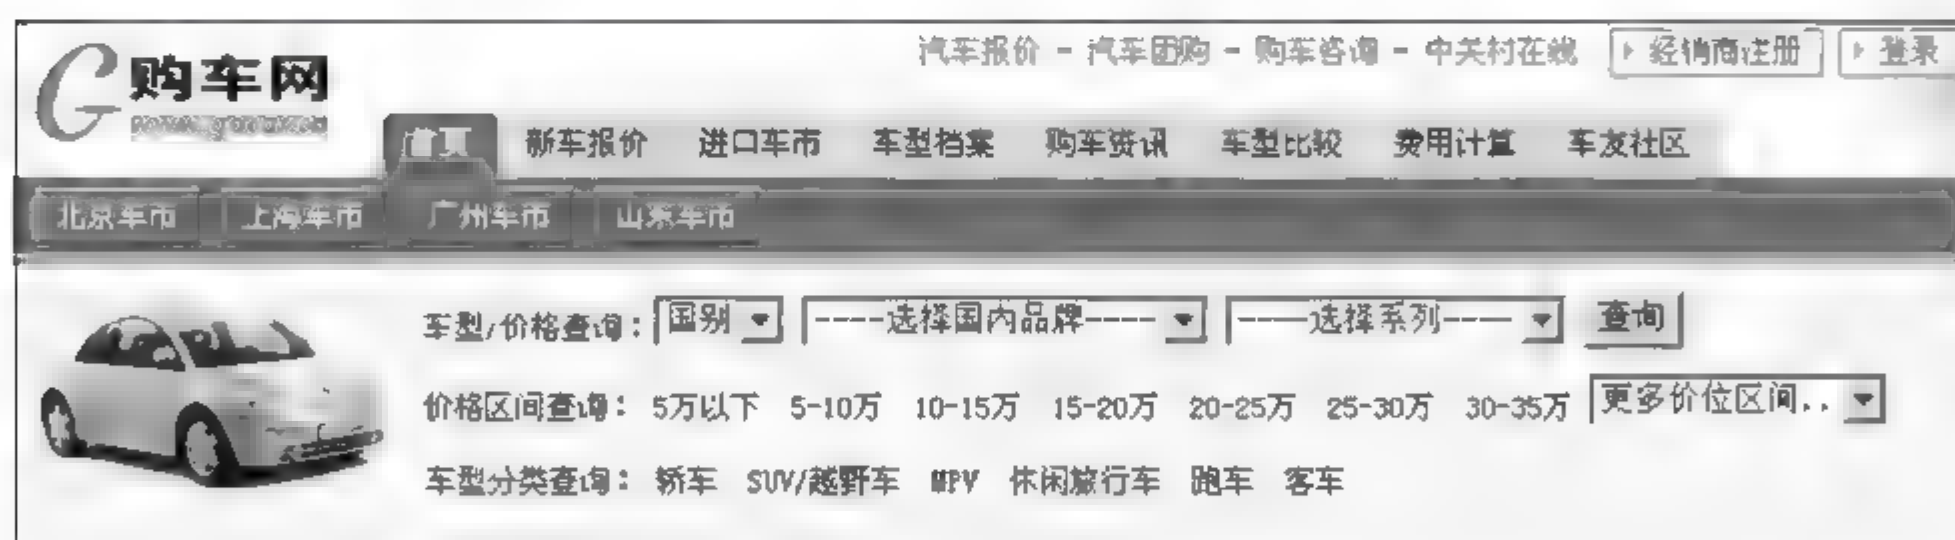 汽车报价 - 汽车团购 - 购车咨询 - 中关村在线 经销商注册 登录
购车网
首页 新车报价 进口车市 车型档案 购车资讯 车型比较 费用计算 车友社区
北京车市 上海车市 广州车市 山东车市
车型/价格查询: 国别 ----选择国内品牌---- ----选择系列---- 查询
价格区间查询: 5万以下 5-10万 10-15万 15-20万 20-25万 25-30万 30-35万 更多价位区间..
车型分类查询: 轿车 SUV/越野车 MPV 休闲旅行车 跑车 客车